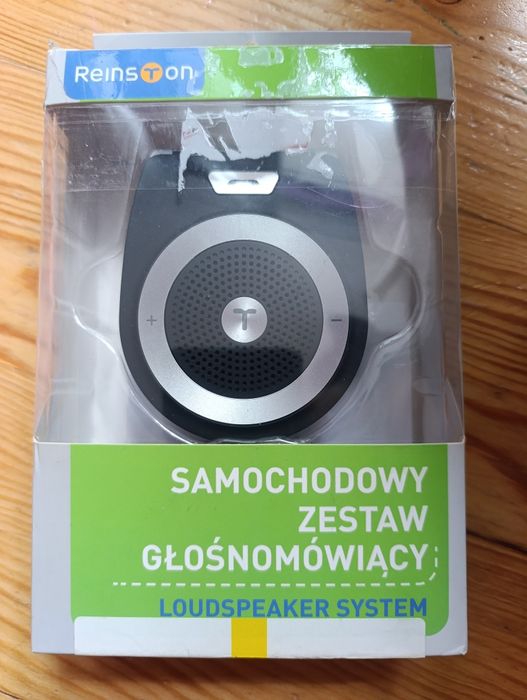 Reinston
+ -
SAMOCHODOWY
ZESTAW
GŁOŚNOMÓWIĄCY
LOUDSPEAKER SYSTEM